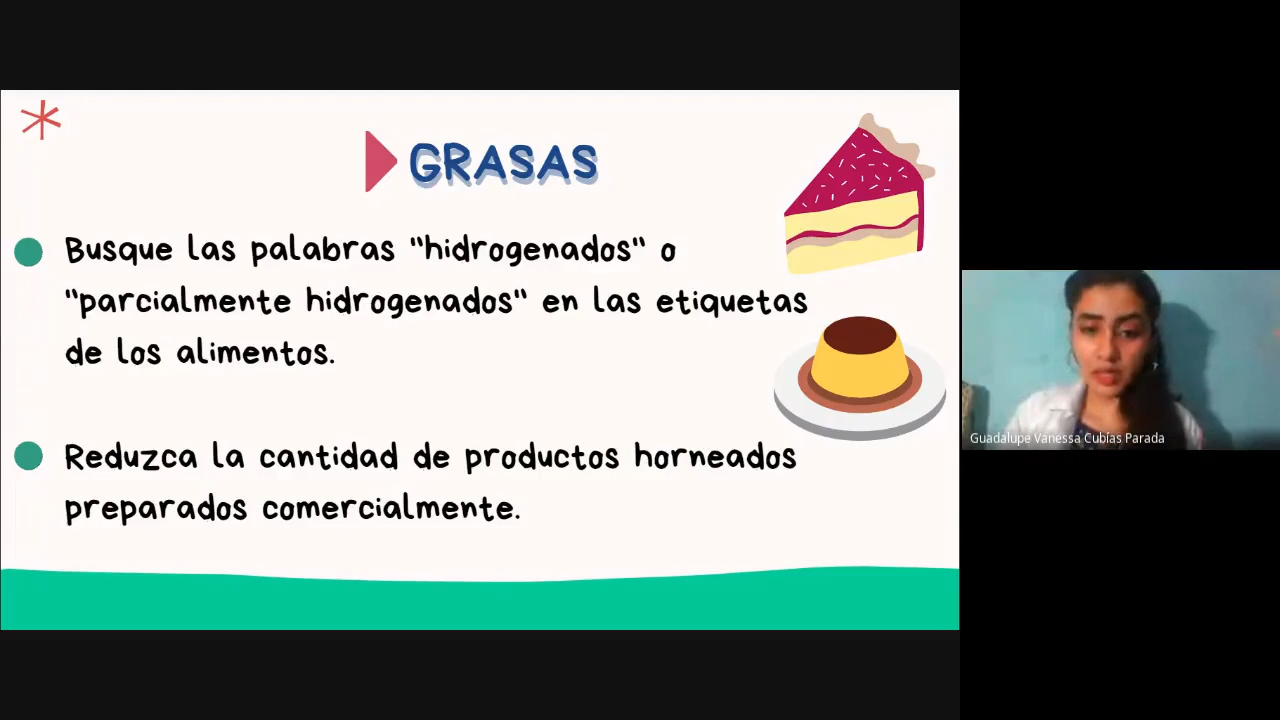 GRASAS
Busque las palabras "hidrogenados" o
"parcialmente hidrogenados" en las etiquetas
de los alimentos.
Reduzca la cantidad de productos horneados
preparados comercialmente.
Guadalupe Vanessa Cubías Parada